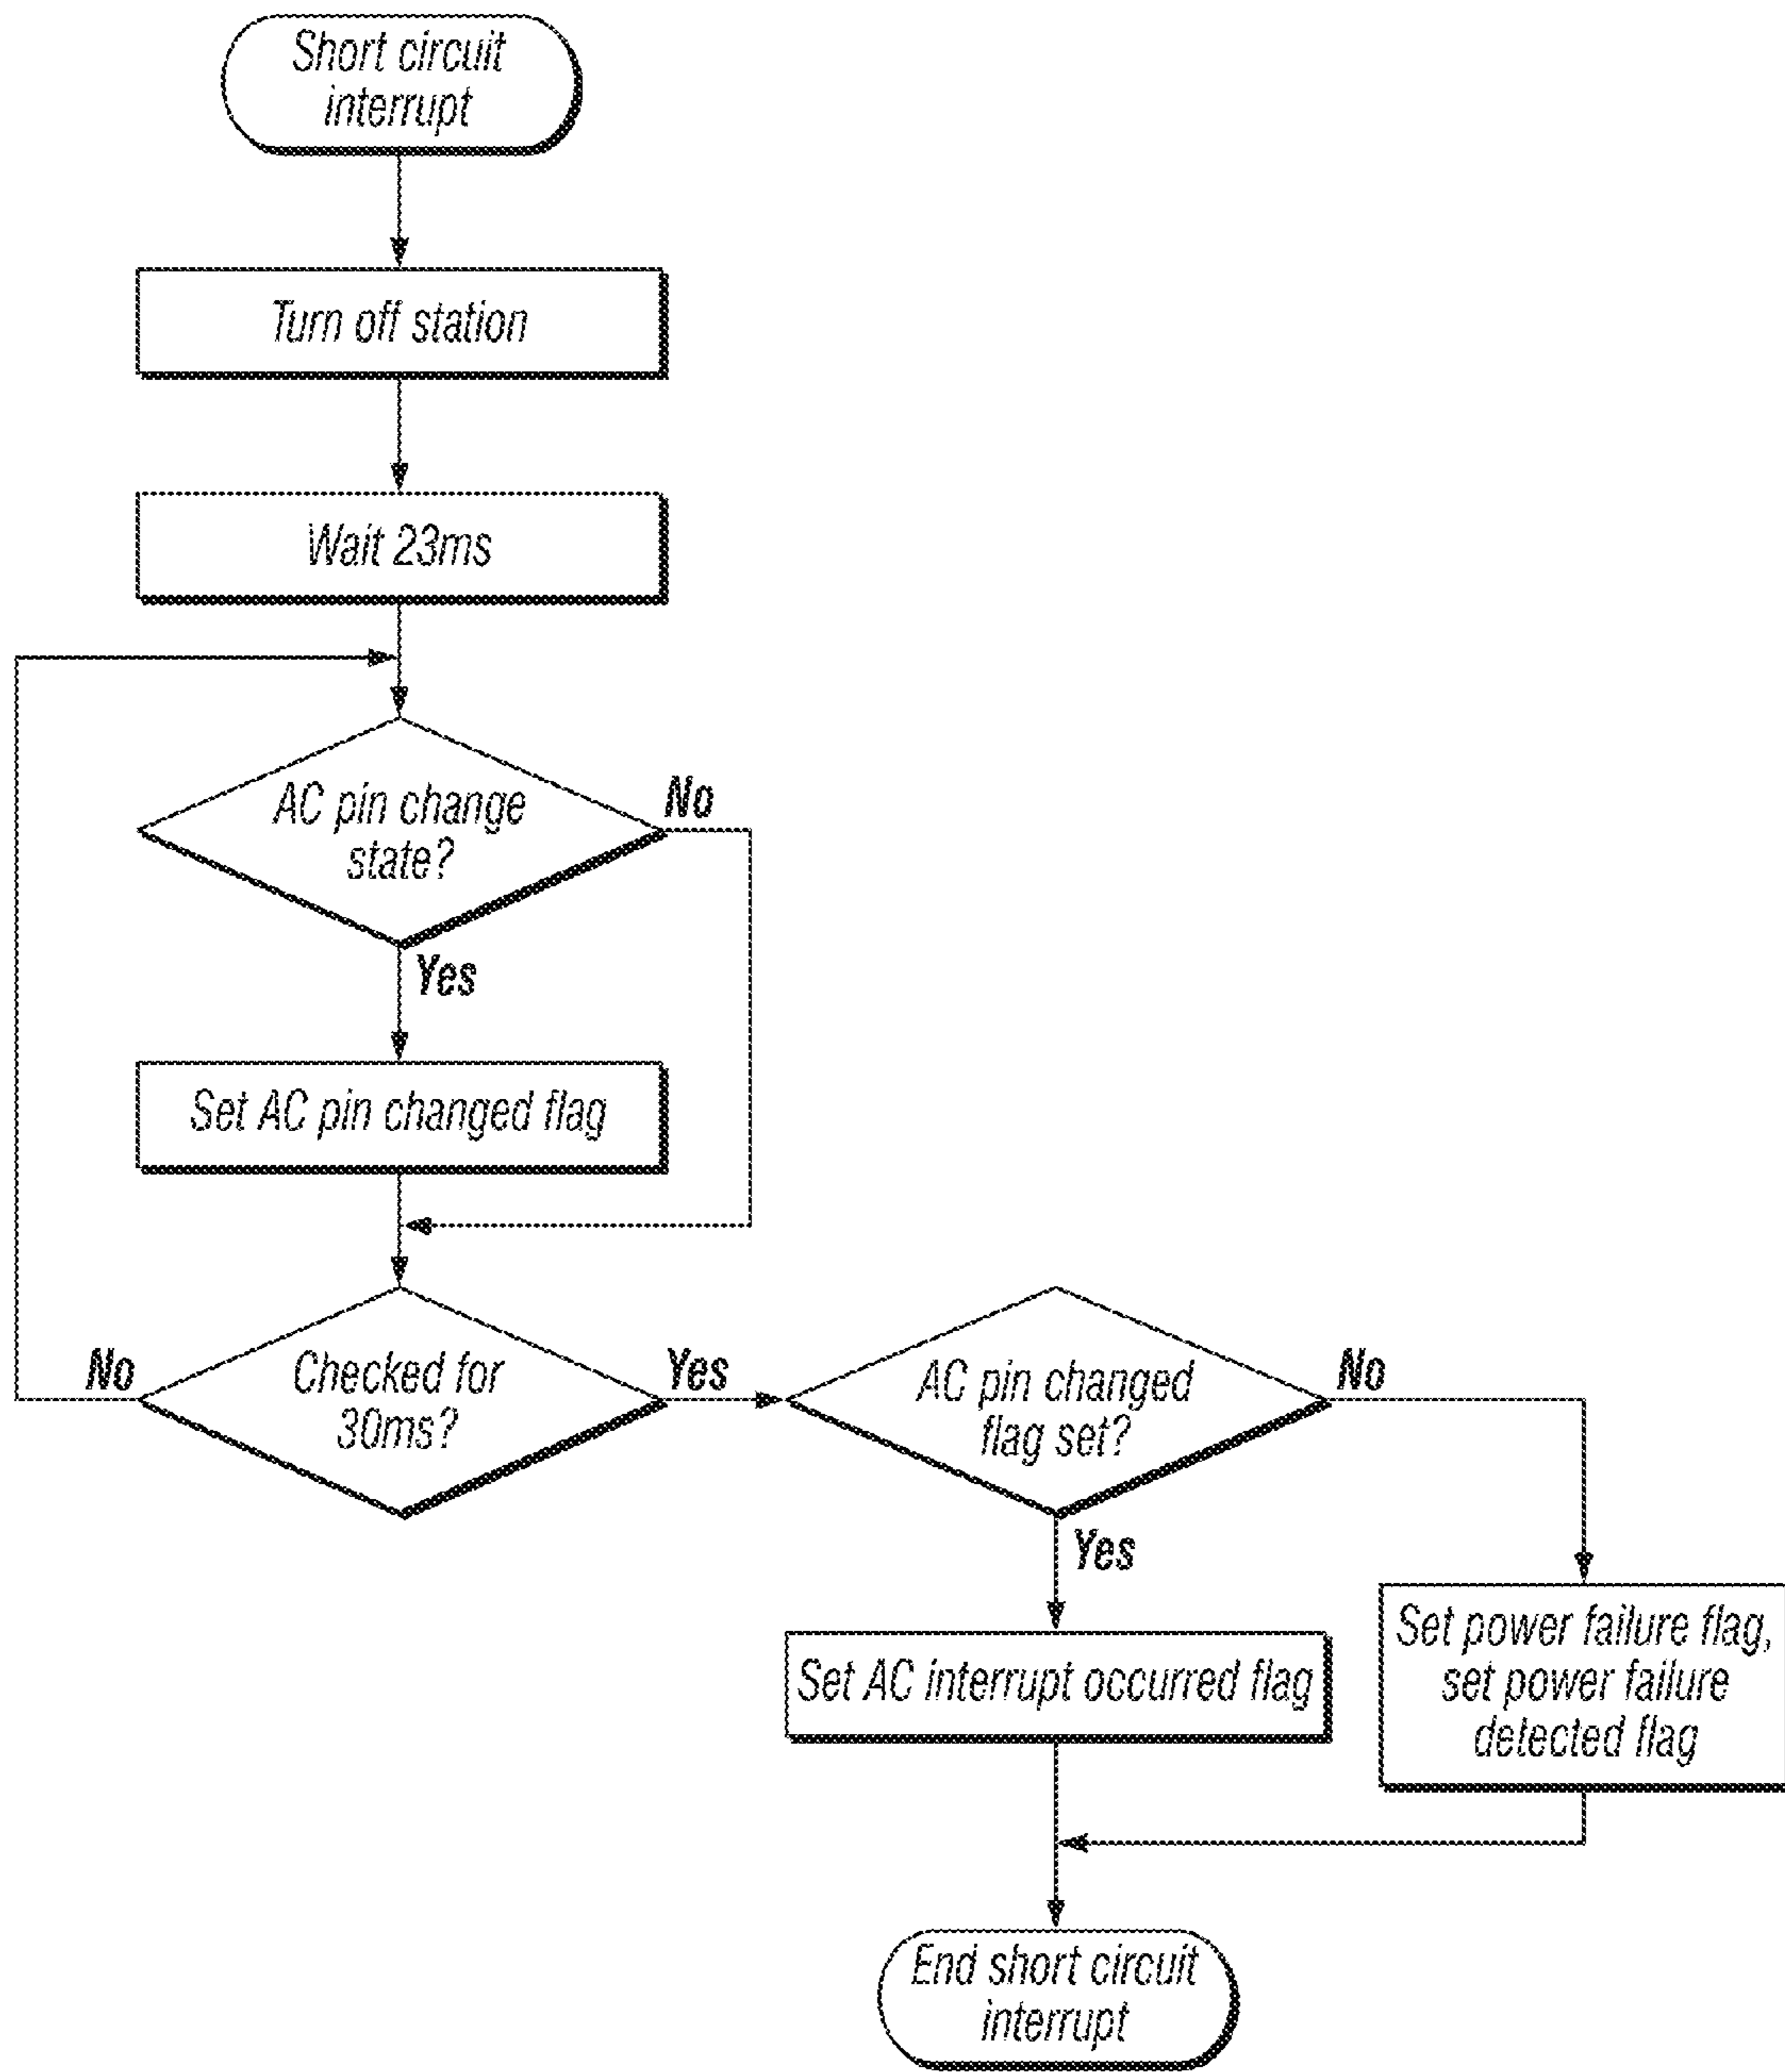 Short circuit
interrupt
Turn off station
Wait 23ms
AC pin change
state?
No
Yes
Set AC pin changed flag
No
Checked for
30ms?
Yes
AC pin changed
flag set?
No
Yes
Set AC interrupt occurred flag
Set power failure flag,
set power failure
delected flag
End short circuit
interrupt